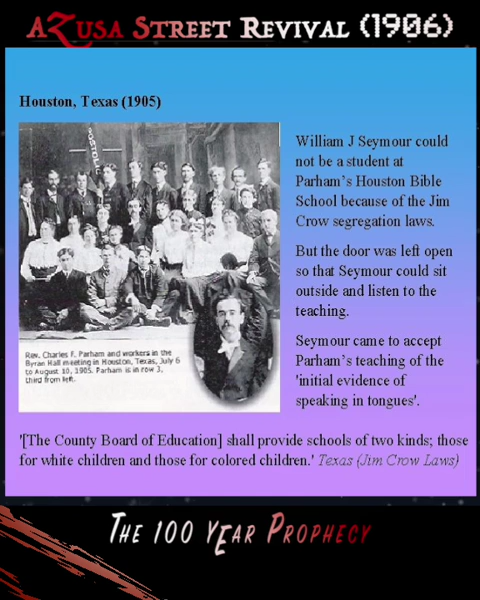 Azusa Street Revival (1906)
Houston, Texas (1905)
William J Seymour could
not be a student at
Parham's Houston Bible
School because of the Jim
Crow segregation laws.
But the door was left open
so that Seymour could sit
outside and listen to the
teaching.
Seymour came to accept
Parham's teaching of the
'initial evidence of
speaking in tongues'.
Rev. Charles F. Parham and workers in the
Bryan Hall meeting in Houston, Texas, July 6
to August 10, 1905. Parham is in row 3,
third from left.
'[The County Board of Education] shall provide schools of two kinds; those
for white children and those for colored children.' Texas (Jim Crow Laws)
The 100 Year Prophecy